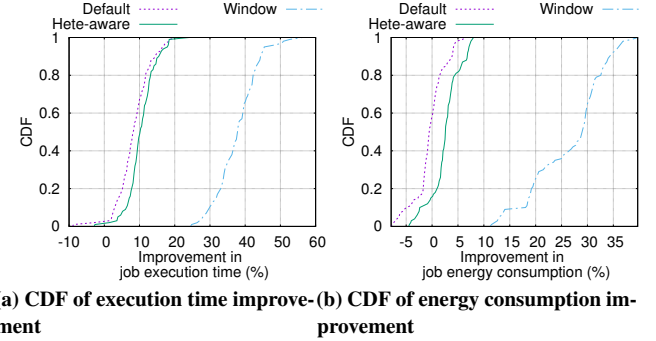 Default
Hete-aware
Window
CDF
1
0.8
0.6
0.4
0.2
0
-10 0 10 20 30 40 50 60
Improvement in
job execution time (%)
Default
Hete-aware
Window
CDF
1
0.8
0.6
0.4
0.2
0
-5 0 5 10 15 20 25 30 35
Improvement in
job energy consumption (%)
a) CDF of execution time improve-
ment
(b) CDF of energy consumption im-
provement